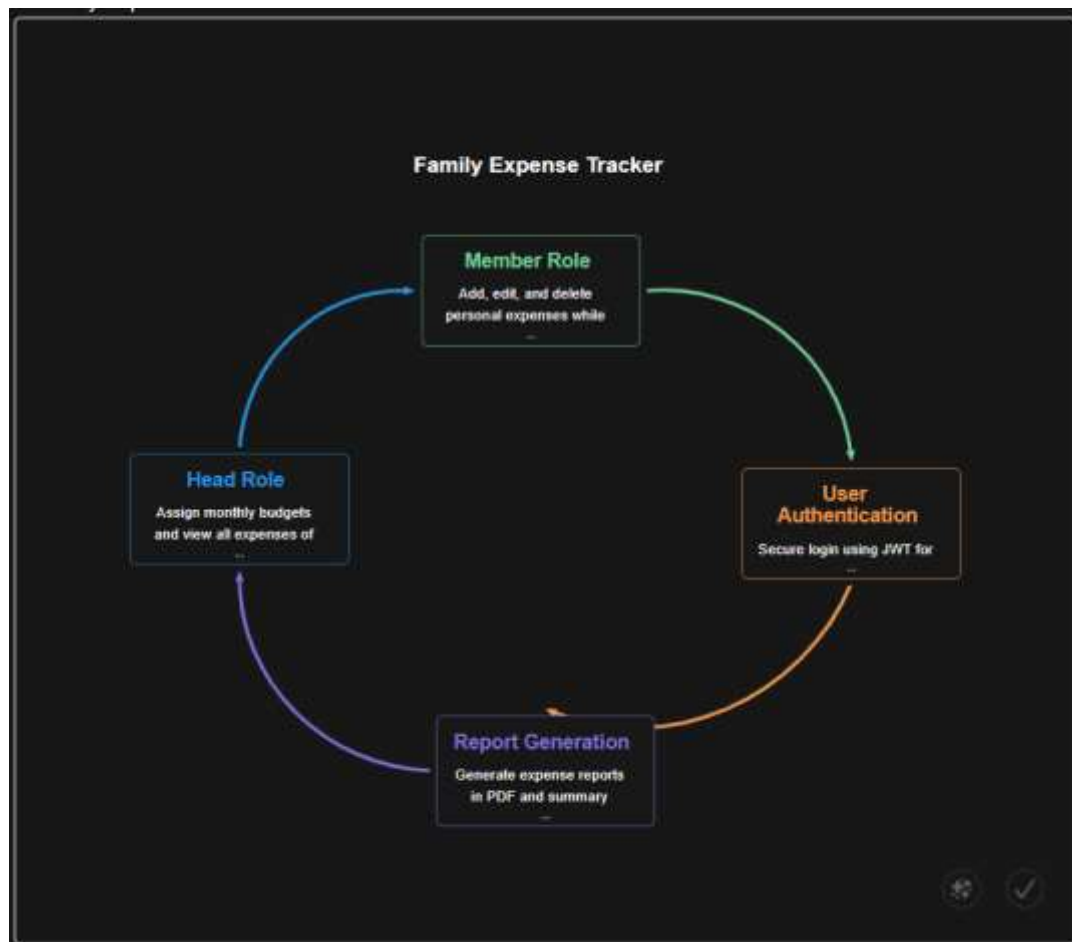 Family Expense Tracker
Member Role
Add, edit, and delete
personal expenses while
...
Head Role
Assign monthly budgets
and view all expenses of
...
User
Authentication
Secure login using JWT for
...
Report Generation
Generate expense reports
in PDF and summary
...